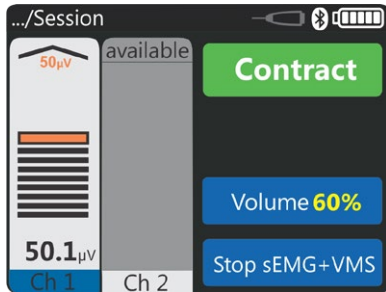 .../Session
50µV
available
Contract
Volume 60%
50.1µV
Stop sEMG+VMS
Ch 1
Ch 2